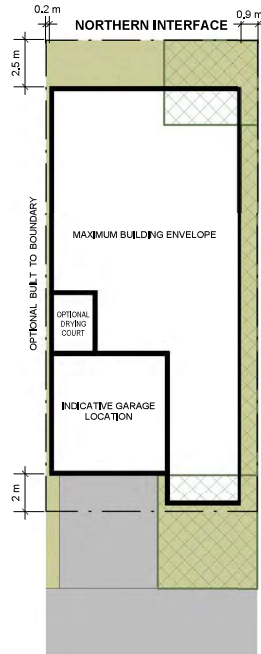 0.2 m
NORTHERN INTERFACE
0.9 m
2.5 m
MAXIMUM BUILDING ENVELOPE
OPTIONAL BUILT TO BOUNDARY
OPTIONAL
DRYING
COURT
INDICATIVE GARAGE
LOCATION
2 m